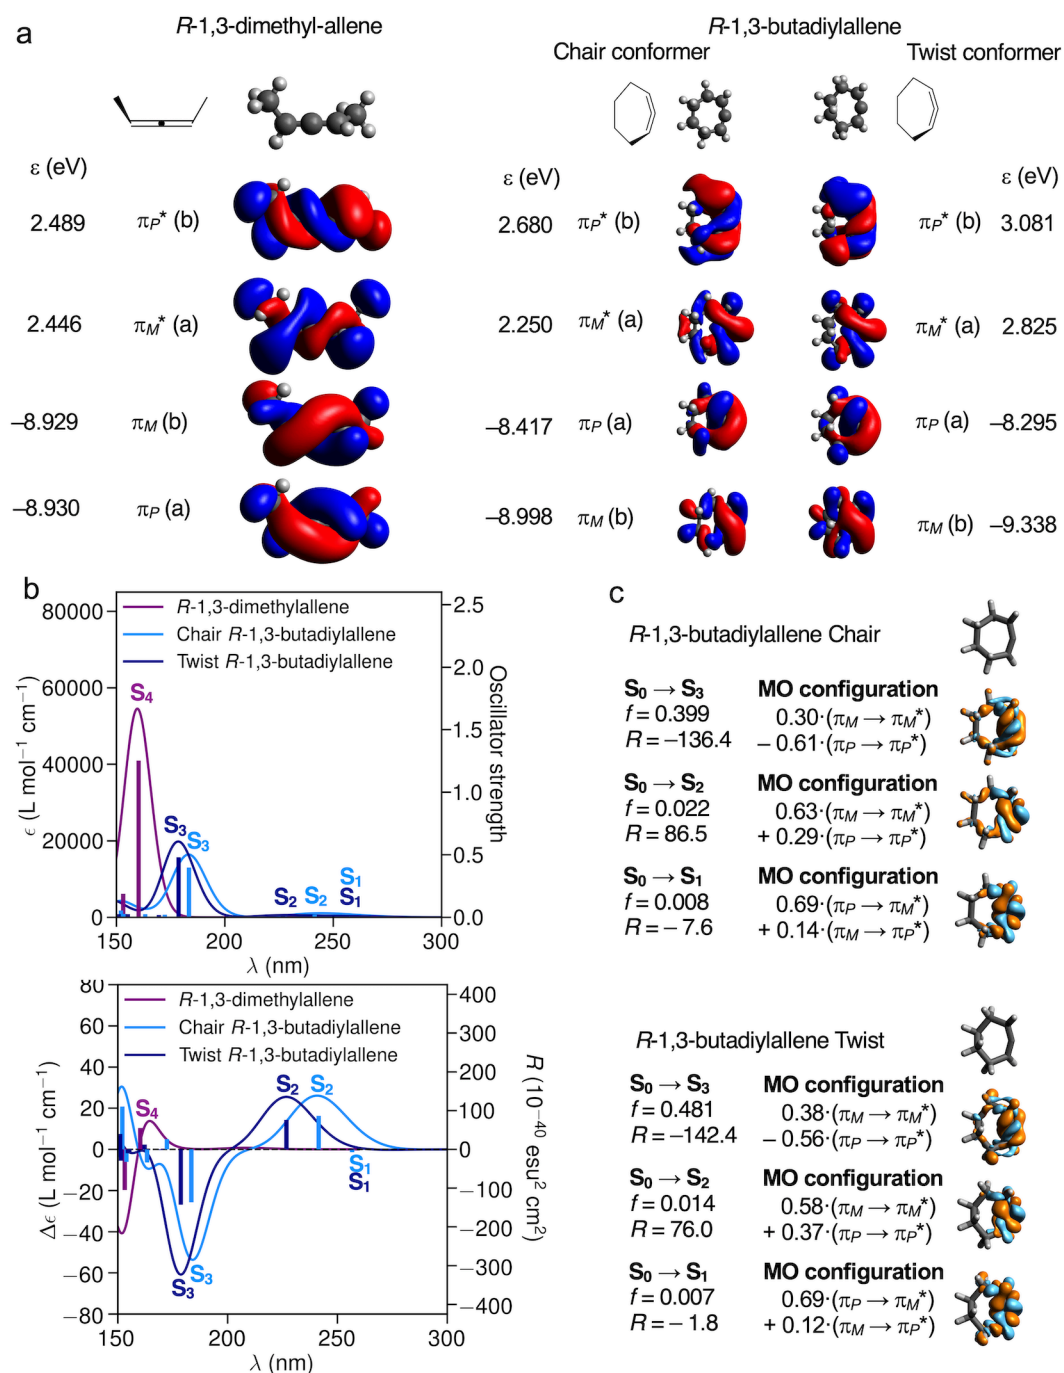 a
R-1,3-dimethyl-allene
R-1,3-butadiylallene
Chair conformer
Twist conformer
ε (eV)
ε (eV)
ε (eV)
2.489 πP* (b)
2.680 πP* (b)
πP* (b) 3.081
2.446 πM* (a)
2.250 πM* (a)
πM* (a) 2.825
−8.929 πM (b)
−8.417 πP (a)
πP (a) −8.295
−8.930 πP (a)
−8.998 πM (b)
πM (b) −9.338
b
80000
60000
40000
20000
0
ϵ (L mol−1 cm−1)
R-1,3-dimethylallene
Chair R-1,3-butadiylallene
Twist R-1,3-butadiylallene
S4
S3
S3
S2
S2
S1
S1
2.5
2.0
1.5
1.0
0.5
0.0
Oscillator strength
150 200 250 300
λ (nm)
80
60
40
20
0
−20
−40
−60
−80
Δϵ (L mol−1 cm−1)
R-1,3-dimethylallene
Chair R-1,3-butadiylallene
Twist R-1,3-butadiylallene
S4
S2
S2
S1
S1
S3
S3
400
300
200
100
0
−100
−200
−300
−400
R (10−40 esu2 cm2)
150 200 250 300
λ (nm)
c
R-1,3-butadiylallene Chair
S0 → S3 MO configuration
f = 0.399 0.30·(πM → πM*)
R = −136.4 − 0.61·(πP → πP*)
S0 → S2 MO configuration
f = 0.022 0.63·(πM → πM*)
R = 86.5 + 0.29·(πP → πP*)
S0 → S1 MO configuration
f = 0.008 0.69·(πP → πM*)
R = − 7.6 + 0.14·(πM → πP*)
R-1,3-butadiylallene Twist
S0 → S3 MO configuration
f = 0.481 0.38·(πM → πM*)
R = −142.4 − 0.56·(πP → πP*)
S0 → S2 MO configuration
f = 0.014 0.58·(πM → πM*)
R = 76.0 + 0.37·(πP → πP*)
S0 → S1 MO configuration
f = 0.007 0.69·(πP → πM*)
R = − 1.8 + 0.12·(πM → πP*)